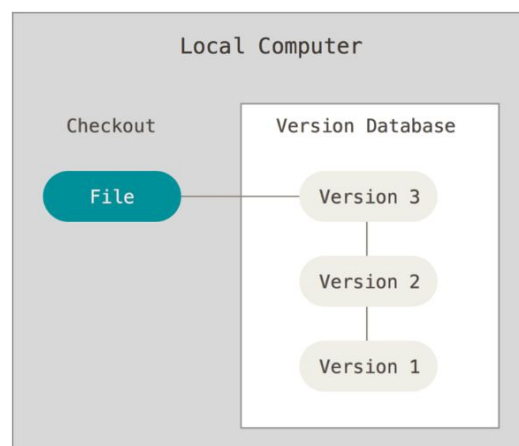 Local Computer
Checkout
Version Database
File
Version 3
Version 2
Version 1